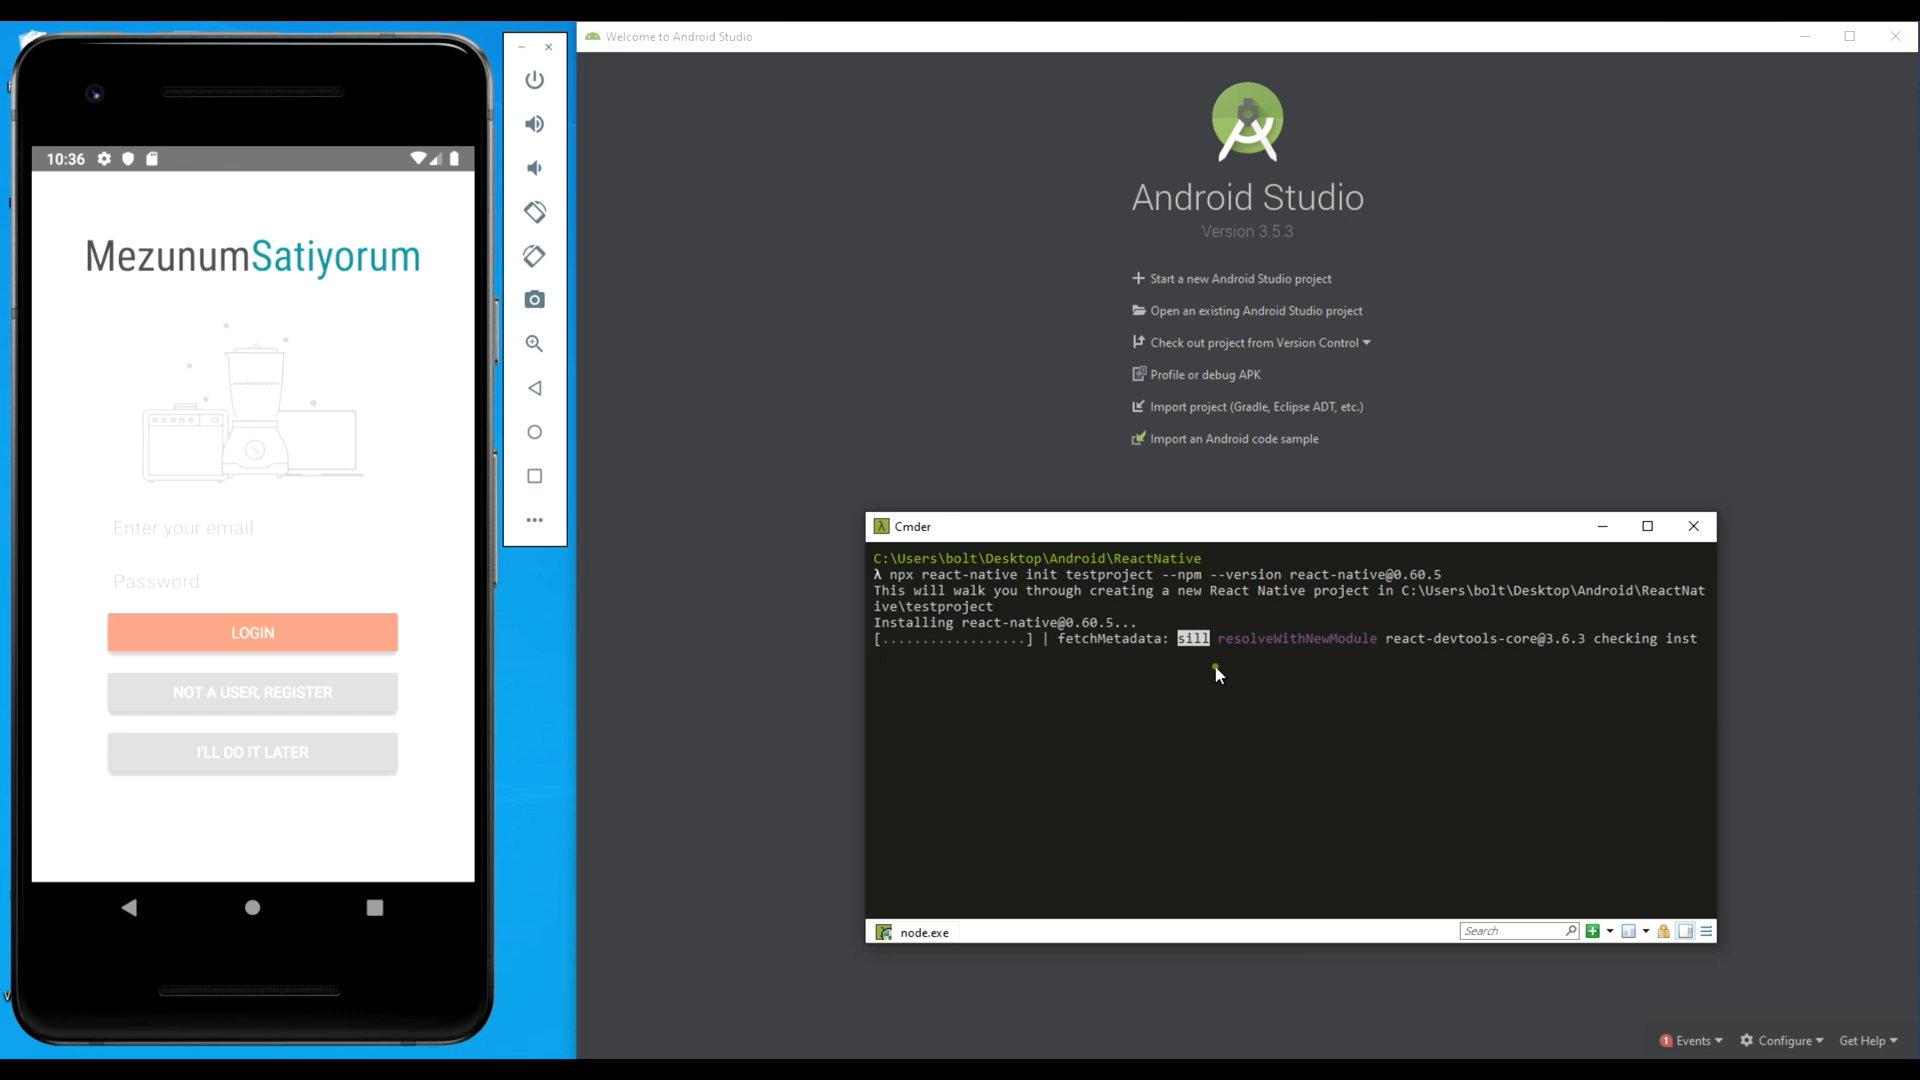 10:36
MezunumSatiyorum
Enter your email
Password
LOGIN
NOT A USER, REGISTER
I'LL DO IT LATER
Welcome to Android Studio
Android Studio
Version 3.5.3
Start a new Android Studio project
Open an existing Android Studio project
Check out project from Version Control
Profile or debug APK
Import project (Gradle, Eclipse ADT, etc.)
Import an Android code sample
Cmder
C:\Users\bolt\Desktop\Android\ReactNative
λ npx react-native init testproject --npm --version react-native@0.60.5
This will walk you through creating a new React Native project in C:\Users\bolt\Desktop\Android\ReactNat
ive\testproject
Installing react-native@0.60.5...
[..................] | fetchMetadata: sill resolveWithNewModule react-devtools-core@3.6.3 checking inst
node.exe
Search
1 Events
Configure
Get Help